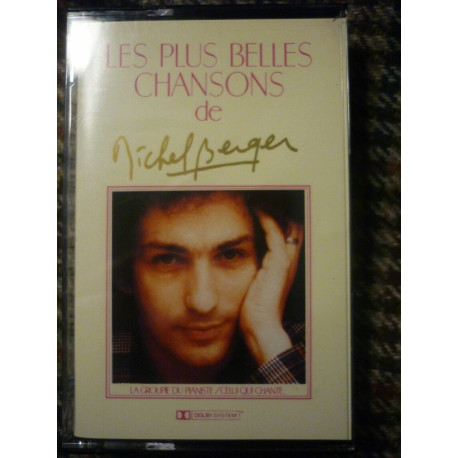 LES PLUS BELLES
CHANSONS
de
Michel Berger
LA GROUPIE DU PIANISTE/CELUI QUI CHANTE...
DOLBY SYSTEM